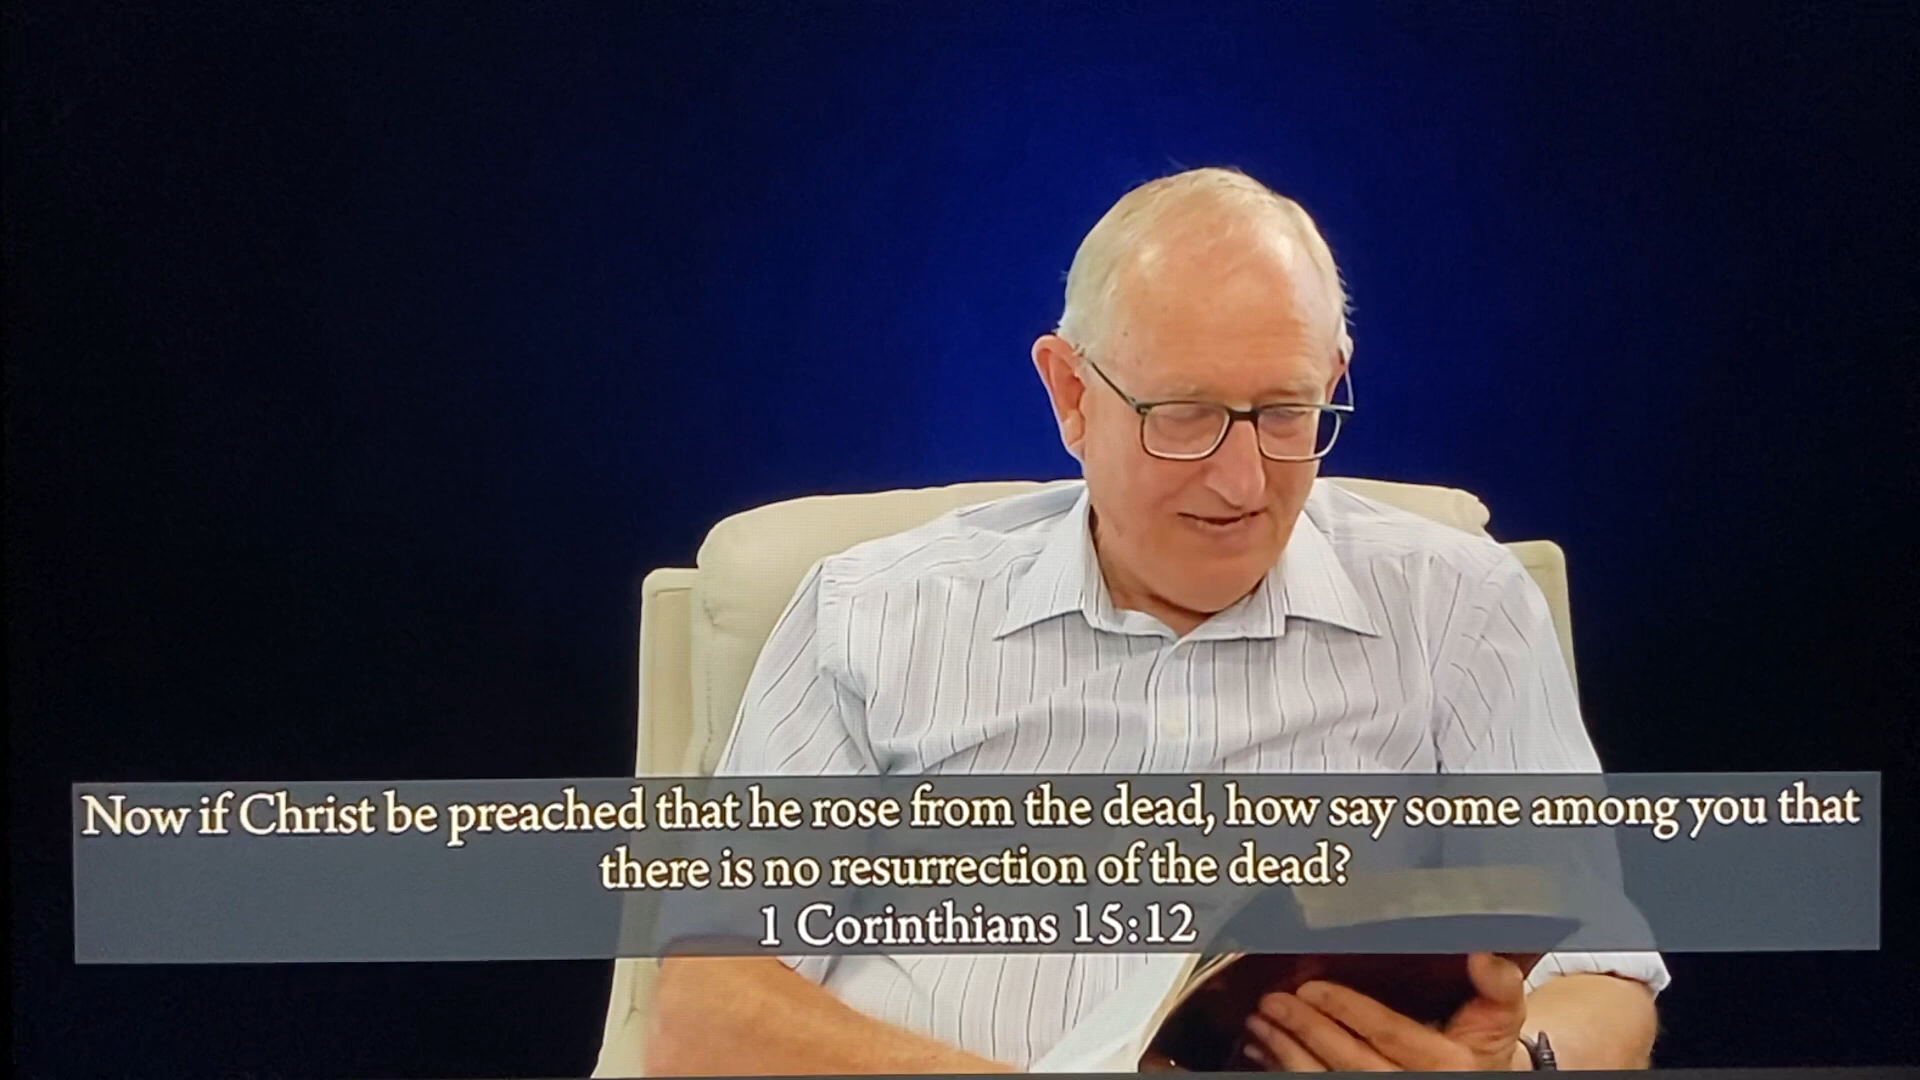 Now if Christ be preached that he rose from the dead, how say some among you that
there is no resurrection of the dead?
1 Corinthians 15:12